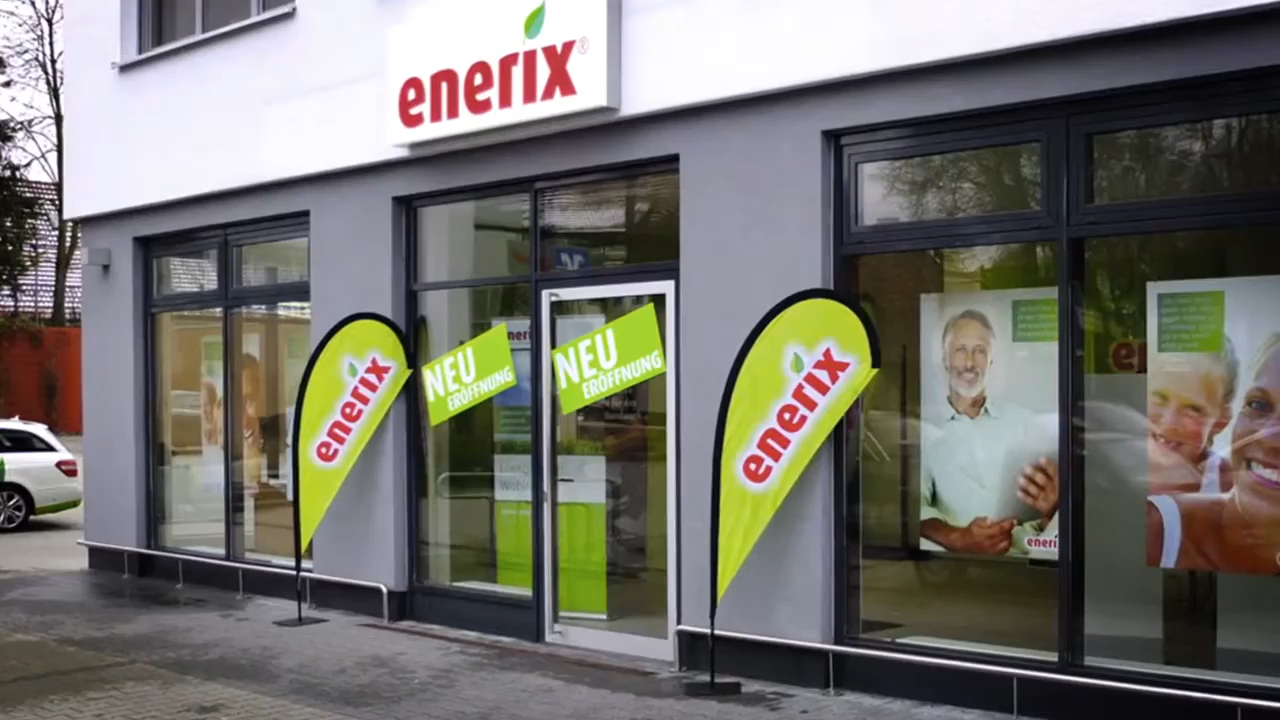 enerix®
NEU
ERÖFFNUNG
NEU
ERÖFFNUNG
enerix
enerix
enerix